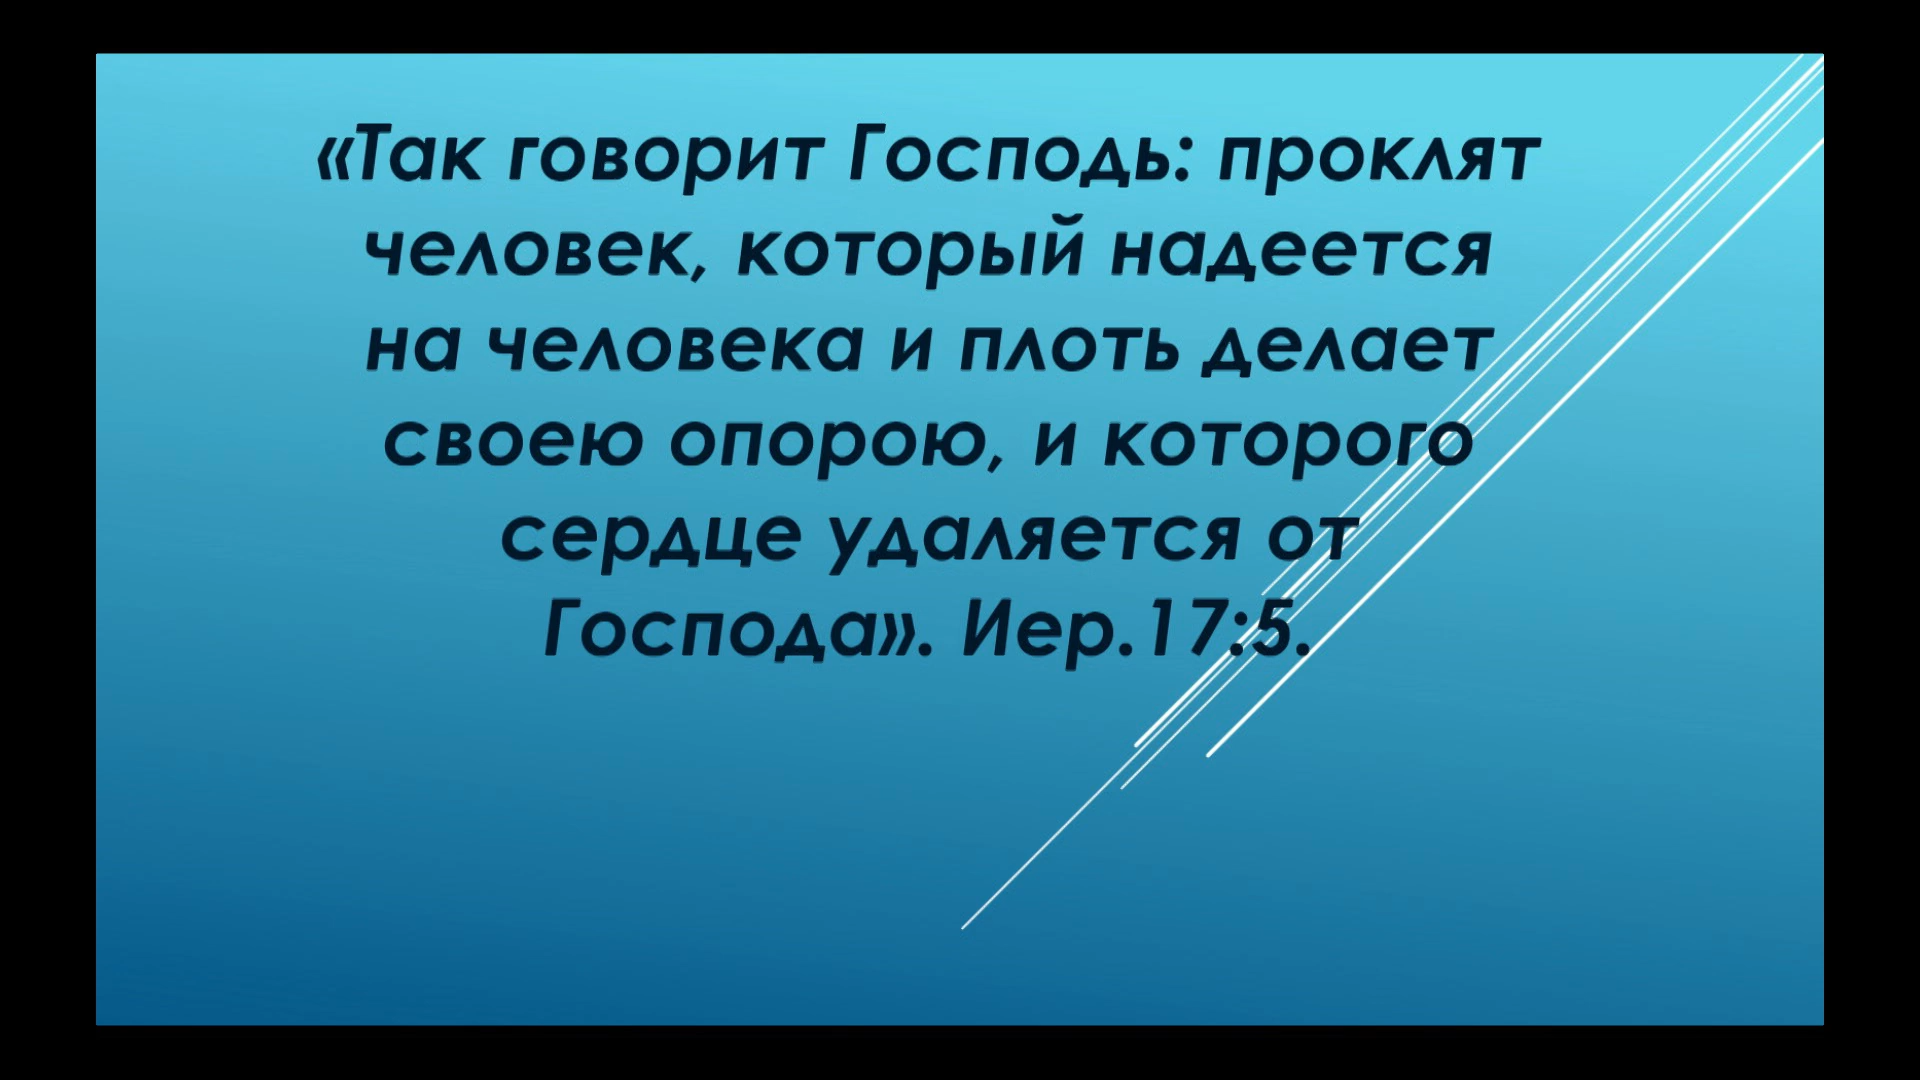 «Так говорит Господь: проклят
человек, который надеется
на человека и плоть делает
своею опорою, и которого
сердце удаляется от
Господа». Иер.17:5.